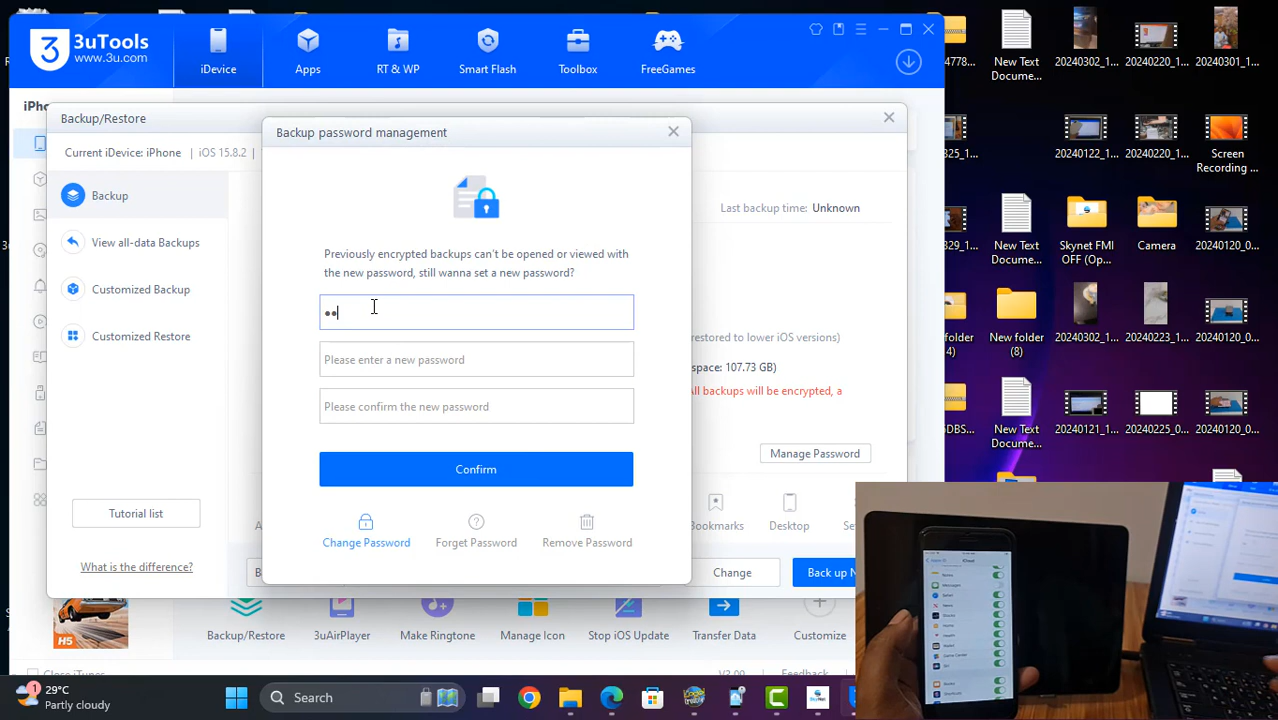 3uTools
www.3u.com
iDevice
Apps
RT & WP
Smart Flash
Toolbox
FreeGames
Backup/Restore
Current iDevice: iPhone | iOS 15.8.2
Backup
View all-data Backups
Customized Backup
Customized Restore
Tutorial list
What is the difference?
Backup password management
Previously encrypted backups can't be opened or viewed with
the new password, still wanna set a new password?
Please enter a new password
Please confirm the new password
Confirm
Change Password
Forget Password
Remove Password
Last backup time: Unknown
restored to lower iOS versions)
space: 107.73 GB)
All backups will be encrypted, a
Manage Password
Bookmarks
Desktop
Change
Back up N
H5
Backup/Restore
3uAirPlayer
Make Ringtone
Manage Icon
Stop iOS Update
Transfer Data
Customize
Close iTunes
Feedback
New Text
Docume...
20240302_1...
20240220_1...
20240301_1...
20240122_1...
20240220_1...
Screen
Recording ...
New Text
Docume...
Skynet FMI
OFF (Op...
Camera
20240120_0...
New folder
(8)
20240302_1...
20240223_1...
20240120_0...
New Text
Docume...
20240121_1...
20240225_0...
20240120_0...
1
29°C
Partly cloudy
Search